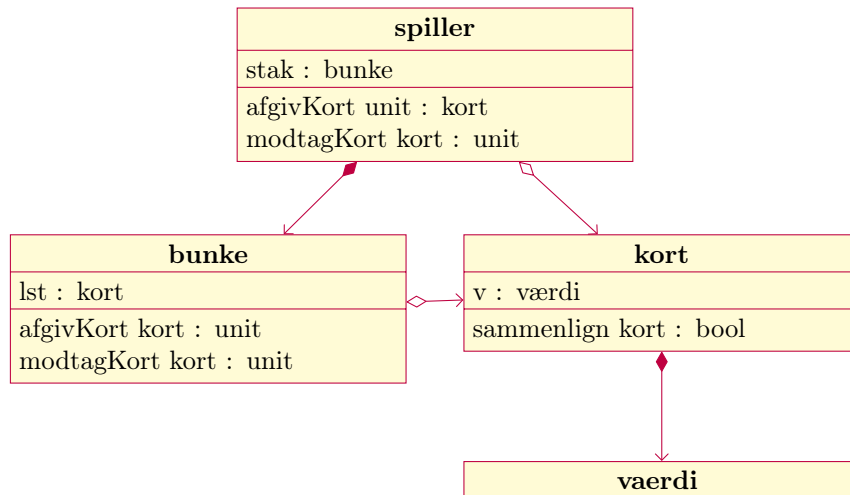 spiller
stak : bunke
afgivKort unit : kort
modtagKort kort : unit
bunke
lst : kort
afgivKort kort : unit
modtagKort kort : unit
kort
v : værdi
sammenlign kort : bool
vaerdi